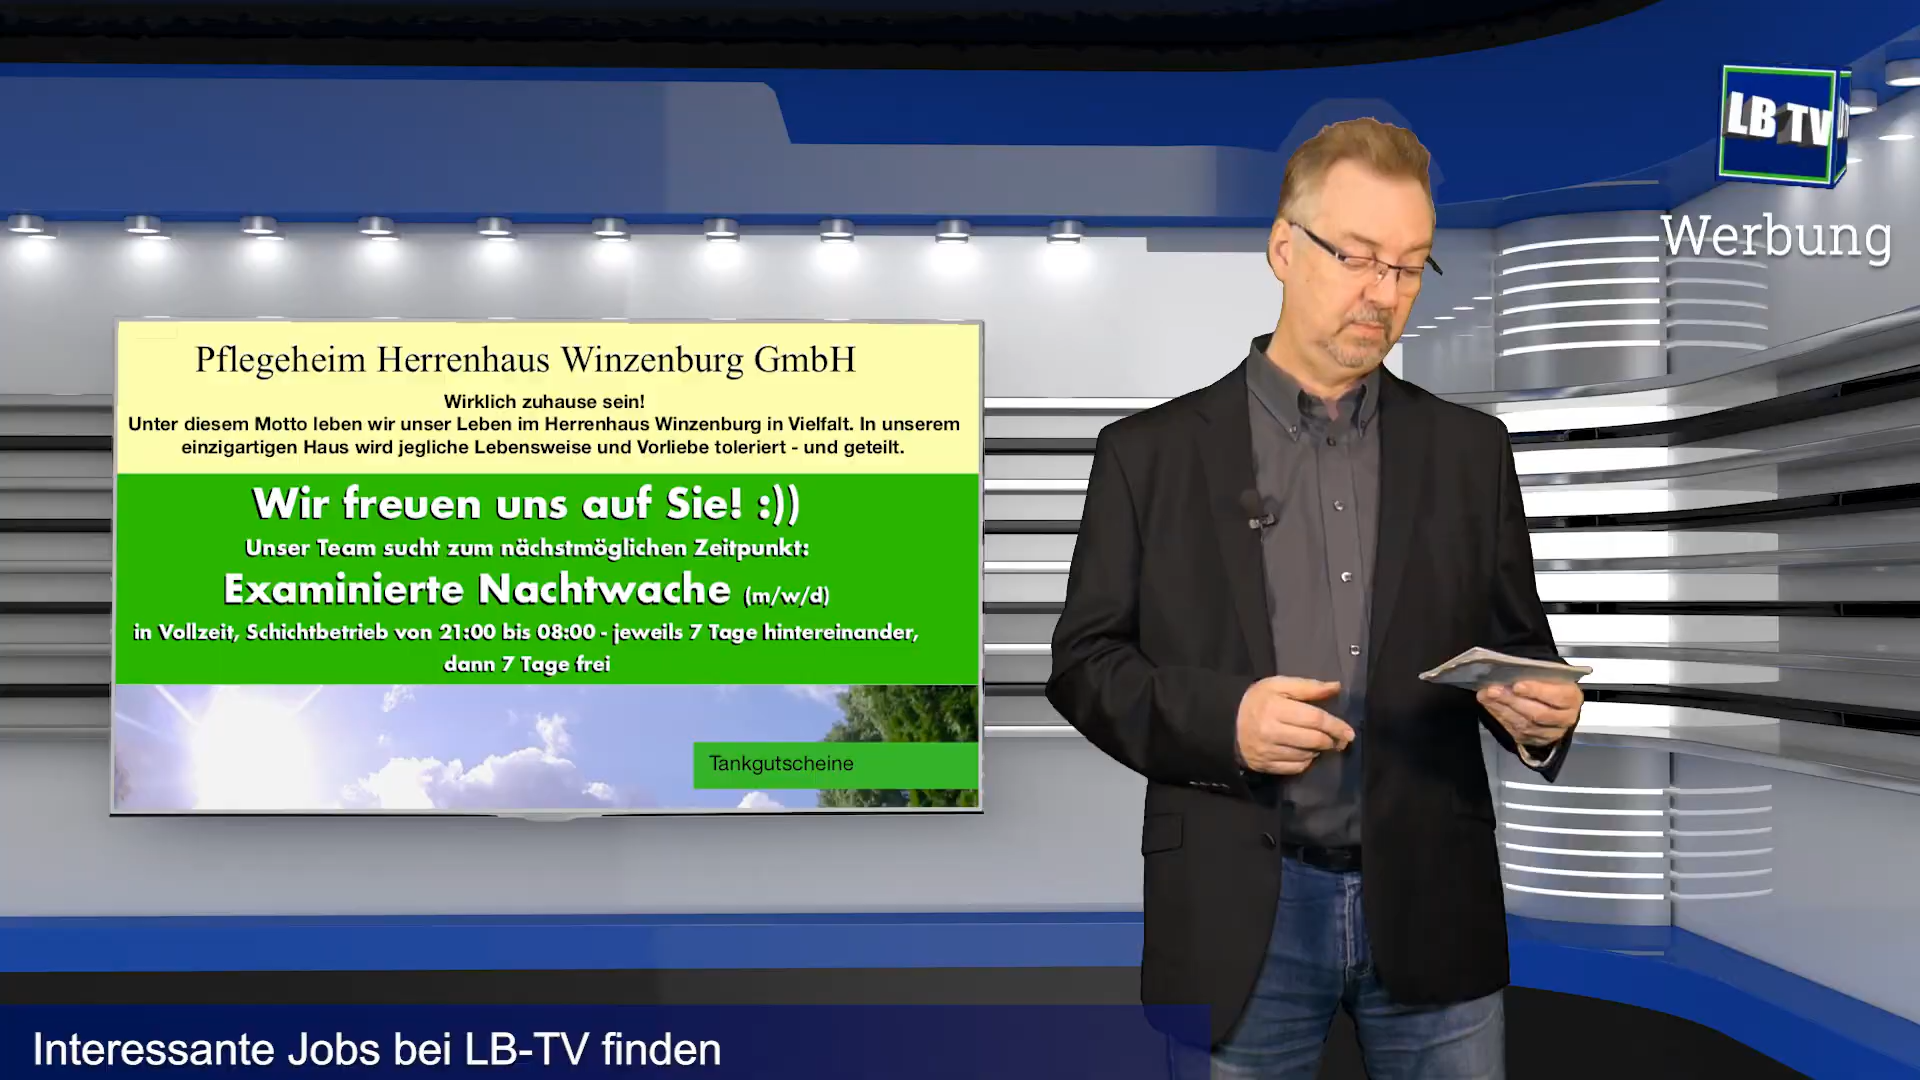 LB TV
Werbung
Pflegeheim Herrenhaus Winzenburg GmbH
Wirklich zuhause sein!
Unter diesem Motto leben wir unser Leben im Herrenhaus Winzenburg in Vielfalt. In unserem
einzigartigen Haus wird jegliche Lebensweise und Vorliebe toleriert - und geteilt.
Wir freuen uns auf Sie! :))
Unser Team sucht zum nächstmöglichen Zeitpunkt:
Examinierte Nachtwache (m/w/d)
in Vollzeit, Schichtbetrieb von 21:00 bis 08:00 - jeweils 7 Tage hintereinander,
dann 7 Tage frei
Tankgutscheine
Interessante Jobs bei LB-TV finden